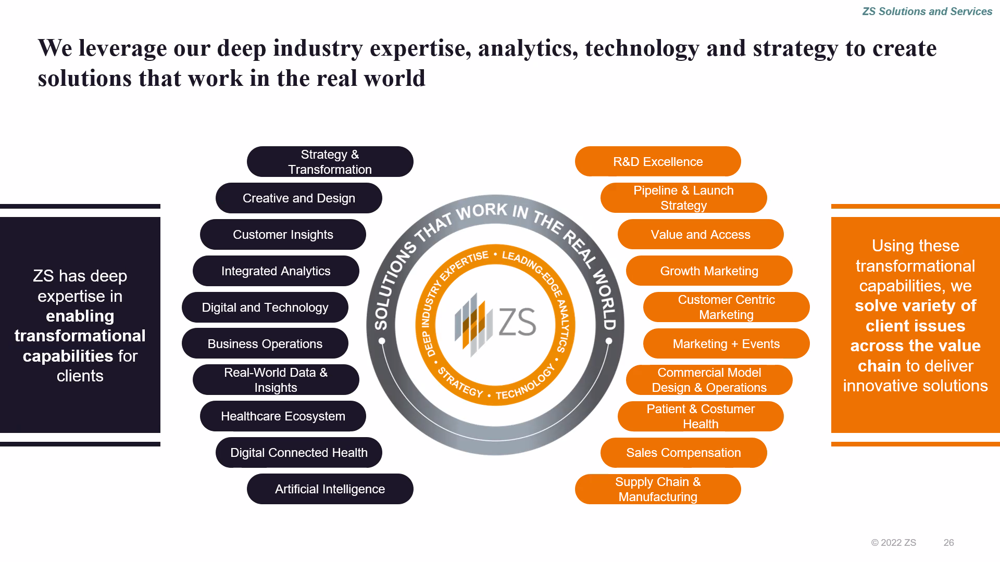 ZS Solutions and Services
We leverage our deep industry expertise, analytics, technology and strategy to create
solutions that work in the real world
ZS has deep
expertise in
enabling
transformational
capabilities for
clients
Strategy &
Transformation
Creative and Design
Customer Insights
Integrated Analytics
Digital and Technology
Business Operations
Real-World Data &
Insights
Healthcare Ecosystem
Digital Connected Health
Artificial Intelligence
SOLUTIONS THAT WORK IN THE REAL WORLD
DEEP INDUSTRY EXPERTISE • LEADING-EDGE ANALYTICS • TECHNOLOGY • STRATEGY •
ZS
R&D Excellence
Pipeline & Launch
Strategy
Value and Access
Growth Marketing
Customer Centric
Marketing
Marketing + Events
Commercial Model
Design & Operations
Patient & Costumer
Health
Sales Compensation
Supply Chain &
Manufacturing
Using these
transformational
capabilities, we
solve variety of
client issues
across the value
chain to deliver
innovative solutions
© 2022 ZS
26